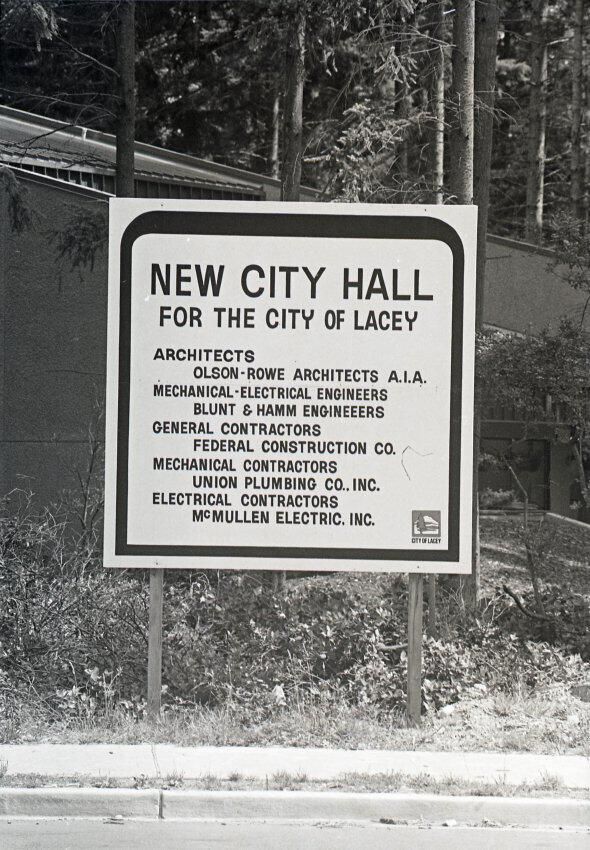 NEW CITY HALL
FOR THE CITY OF LACEY
ARCHITECTS
OLSON-ROWE ARCHITECTS A.I.A.
MECHANICAL-ELECTRICAL ENGINEERS
BLUNT & HAMM ENGINEEERS
GENERAL CONTRACTORS
FEDERAL CONSTRUCTION CO.
MECHANICAL CONTRACTORS
UNION PLUMBING CO., INC.
ELECTRICAL CONTRACTORS
McMULLEN ELECTRIC, INC.
CITY OF LACEY